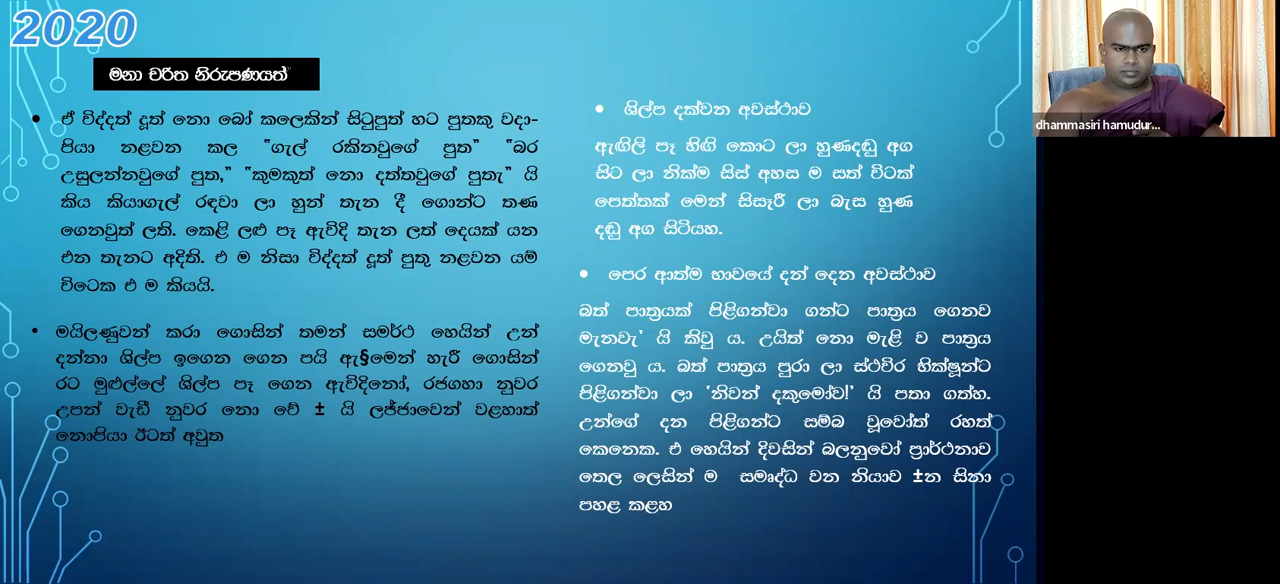 2020
මනා චරිත නිරුපණයත්
• ඒ විද්දත් දූත් නො බෝ කලෙකින් සිටුපුත් හට පුතකු වදා-
පියා නළවන කල “ගැල් රකිනවුගේ පුත” “බර
උසුලන්නවුගේ පුත,” “කුමකුත් නො දත්තවුගේ පුතැ” යි
කිය කියාගැල් රඳවා ලා හුන් තැන දී ගොන්ට තණ
ගෙනවුත් ලති. කෙළි ලළු පෑ ඇවිදි තැන ලත් දෙයක් යන
එන තැනට අදිති. එ ම නිසා විද්දත් දූත් පුතු නළවන යම්
විටෙක එ ම කියයි.
• මයිලණුවන් කරා ගොසින් තමන් සමර්ථ හෙයින් උන්
දන්නා ශිල්ප ඉගෙන ගෙන පයි ඇ§මෙන් හැරී ගොසින්
රට මුළුල්ලේ ශිල්ප පෑ ගෙන ඇවිදිනෝ, රජගහා නුවර
උපන් වැඩී නුවර නො වේ ± යි ලජ්ජාවෙන් වළහාත්
නොපියා ඊටත් අවුත
• ශිල්ප දක්වන අවස්ථාව
ඇඟිලි පෑ හිඟි කොට ලා හුණදඬු අග
සිට ලා නික්ම සිස් අහස ම සත් විටක්
පෙත්තක් මෙන් සිසෑරී ලා බැස හුණ
දඬු අග සිටියහ.
• පෙර ආත්ම භාවයේ දන් දෙන අවස්ථාව
බත් පාත්‍රයක් පිළිගන්වා ගන්ට පාත්‍රය ගෙනව
මැනවැ’ යි කිවු ය. උයිත් නො මැළි ව පාත්‍රය
ගෙනවු ය. බත් පාත්‍රය පුරා ලා ස්ථවිර භික්ෂූන්ට
පිළිගන්වා ලා ‘නිවන් දකුමෝව!’ යි පතා ගත්හ.
උන්ගේ දන පිළිගන්ට සම්බ වූවෝත් රහත්
කෙනෙක. එ හෙයින් දිවසින් බලනුවෝ ප්‍රාර්ථනාව
තෙල ලෙසින් ම සමෘද්ධ වන නියාව ±න සිනා
පහළ කළහ
dhammasiri hamudur...